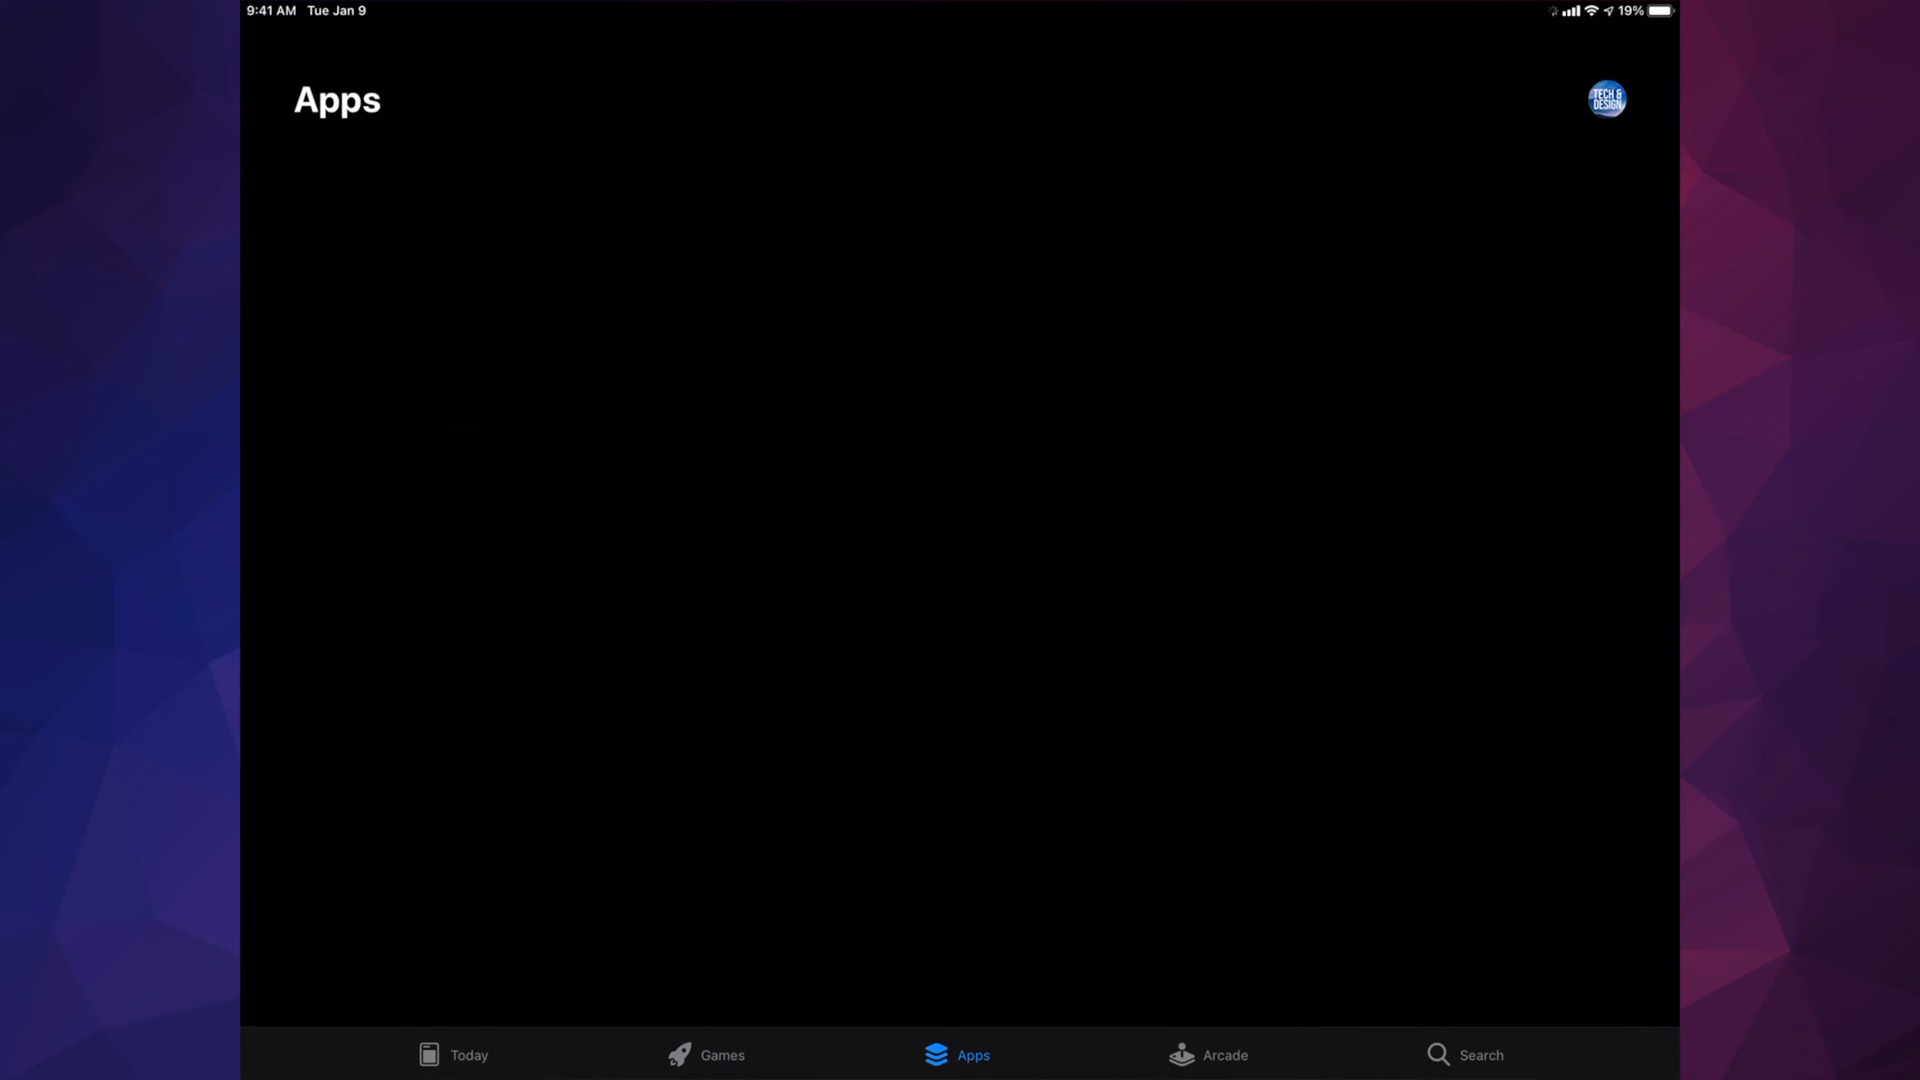 9:41 AM Tue Jan 9
19%
Apps
TECH &
DESIGN
Today
Games
Apps
Arcade
Search